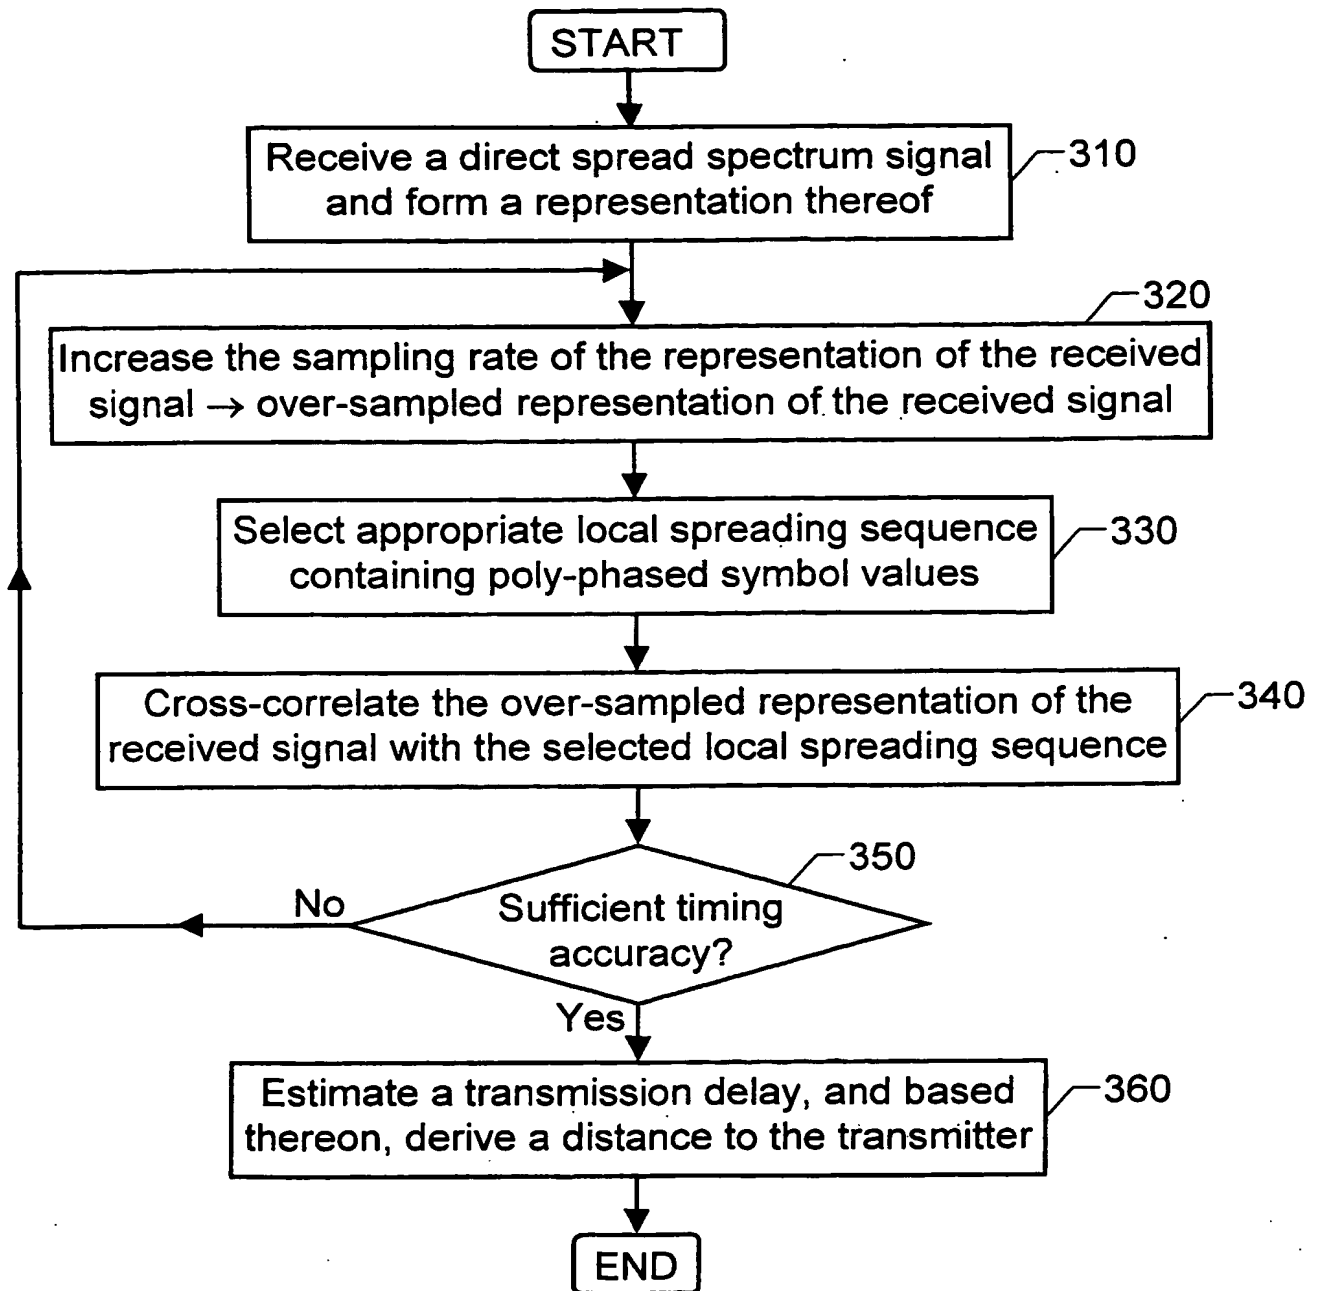 START
Receive a direct spread spectrum signal
and form a representation thereof
310
320
Increase the sampling rate of the representation of the received
signal → over-sampled representation of the received signal
Select appropriate local spreading sequence
containing poly-phased symbol values
330
Cross-correlate the over-sampled representation of the
received signal with the selected local spreading sequence
340
350
No
Sufficient timing
accuracy?
Yes
Estimate a transmission delay, and based
thereon, derive a distance to the transmitter
360
END